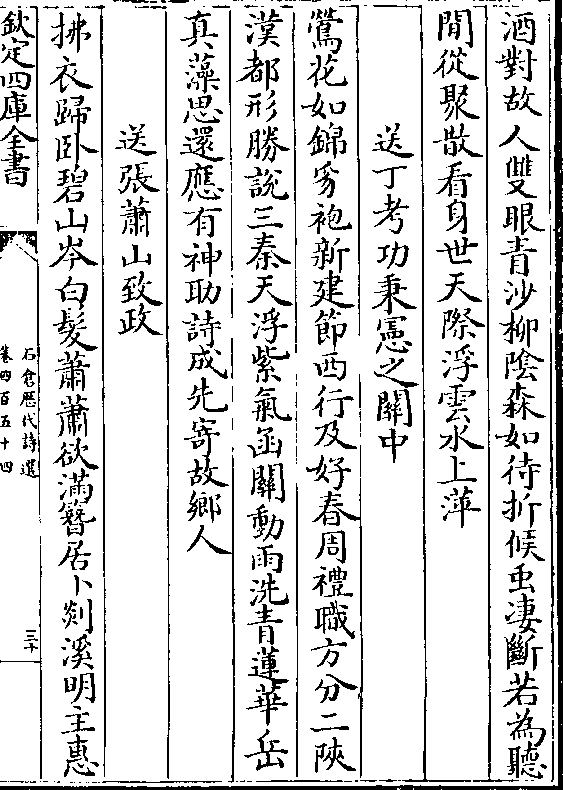 酒對故人雙眼青沙柳陰森如待折候虫凄斷若為聽
閒從聚散看身世天際浮雲水上萍
送丁考功秉憲之關中
鶯花如錦豸袍新建節西行及好春周禮職方分二陜
漢都形勝說三秦天浮紫氣函關動雨洗青蓮華岳
真藻思還應有神助詩成先寄故鄉人
送張蕭山致政
拂衣歸卧碧山岑白髮蕭蕭欲滿簪居卜剡溪明主惠
欽定四庫全書
石倉歷代詩選
卷四百五十四
三十